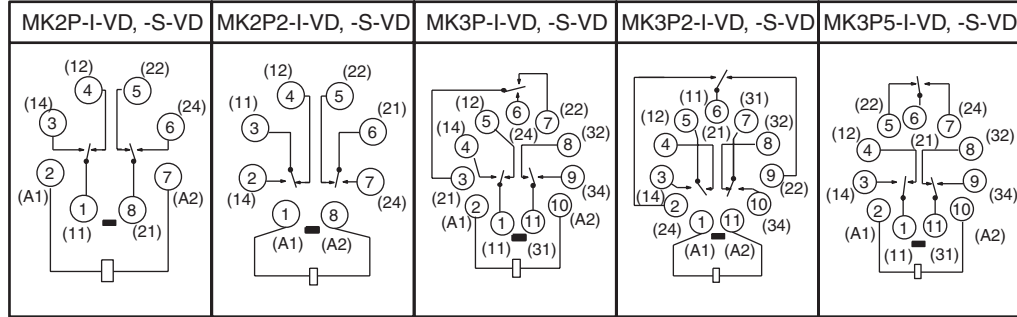 MK2P-I-VD, -S-VD MK2P2-I-VD, -S-VD MK3P-I-VD, -S-VD MK3P2-I-VD, -S-VD MK3P5-I-VD, -S-VD
(12) (22)
4 5
(14) (24)
3 6
2 7
(A1) (A2)
1 8
(11) (21)
(12) (22)
4 5
(11) (21)
3 6
2 7
(14) (24)
1 8
(A1) (A2)
6
(12) 7
5 (24) (22)
(14) (32)
4 8
3 9
(21) (34)
(A1) 2 10 (A2)
1 11
(11) (31)
(11) 6 (31)
(12) 5 7
(21) (32)
4 8
3 9
(14) (22)
2 10
(24) 1 11 (34)
(A1) (A2)
(22) 6 (24)
5 7
(12) (21) (32)
4 8
3 9
(14) (34)
2 10
(A1) 1 11 (A2)
(11) (31)